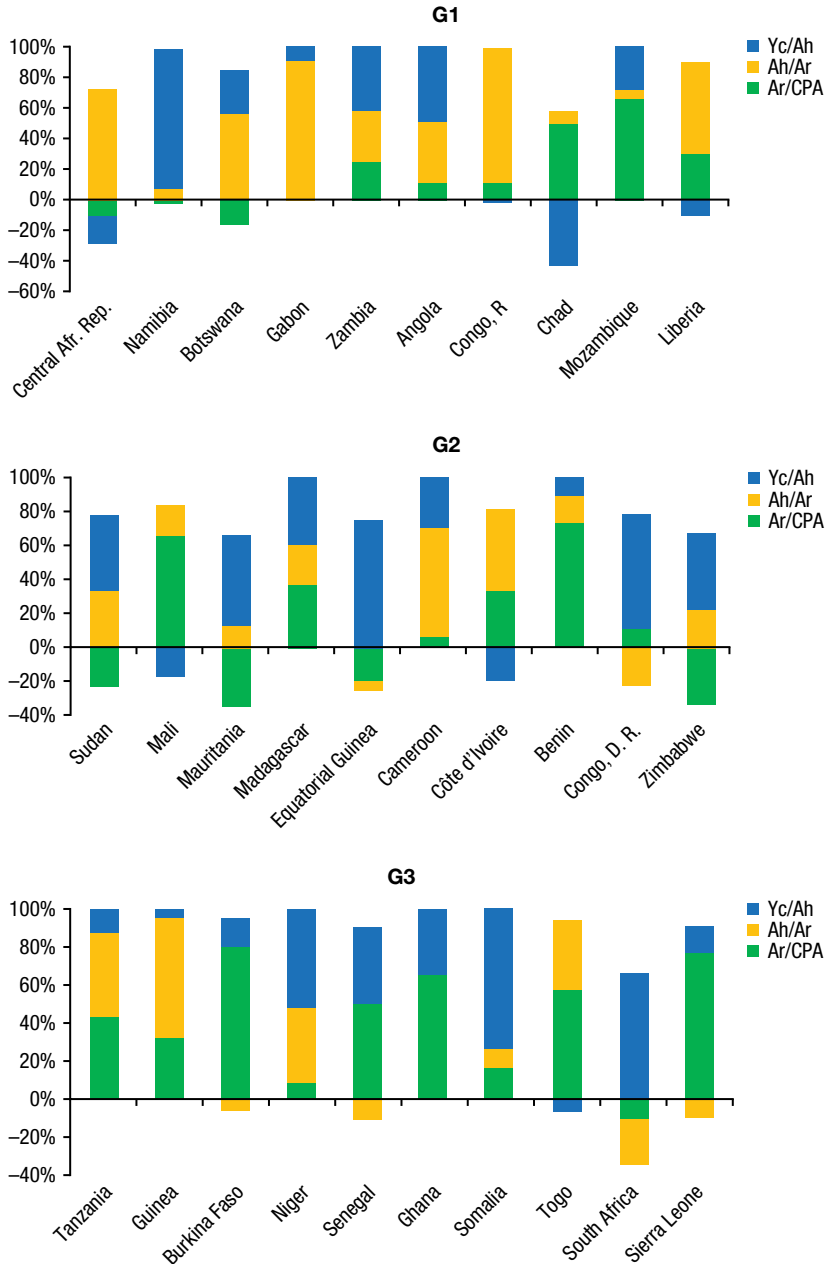 G1
100%
80%
60%
40%
20%
0%
–20%
–40%
–60%
Yc/Ah
Ah/Ar
Ar/CPA
Central Afr. Rep.
Namibia
Botswana
Gabon
Zambia
Angola
Congo, R
Chad
Mozambique
Liberia
G2
100%
80%
60%
40%
20%
0%
–20%
–40%
Yc/Ah
Ah/Ar
Ar/CPA
Sudan
Mali
Mauritania
Madagascar
Equatorial Guinea
Cameroon
Côte d’Ivoire
Benin
Congo, D. R.
Zimbabwe
G3
100%
80%
60%
40%
20%
0%
–20%
–40%
Yc/Ah
Ah/Ar
Ar/CPA
Tanzania
Guinea
Burkina Faso
Niger
Senegal
Ghana
Somalia
Togo
South Africa
Sierra Leone